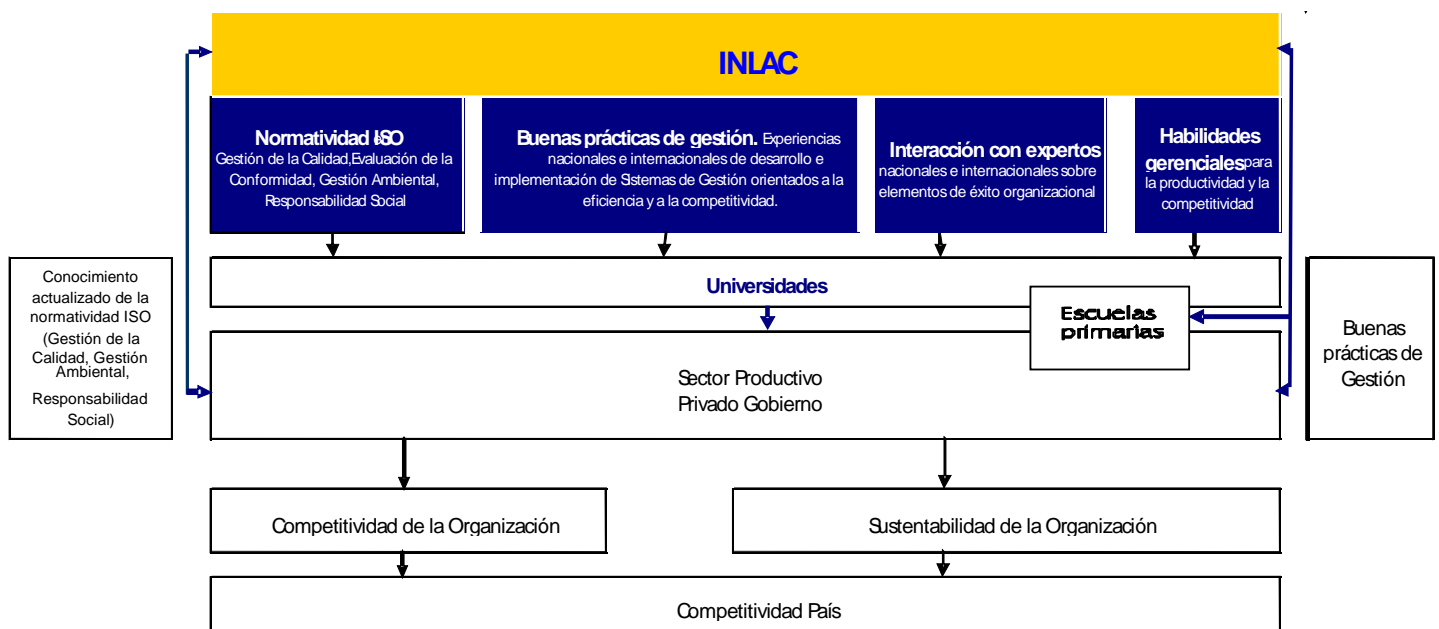 INLAC
Normatividad ISO
Gestión de la Calidad,Evaluación de la
Conformidad, Gestión Ambiental,
Responsabilidad Social
Buenas prácticas de gestión. Experiencias
nacionales e internacionales de desarrollo e
implementación de Sistemas de Gestión orientados a la
eficiencia y a la competitividad.
Interacción con expertos
nacionales e internacionales sobre
elementos de éxito organizacional
Habilidades
gerenciales para
la productividad y la
competitividad
Conocimiento
actualizado de la
normatividad ISO
(Gestión de la
Calidad, Gestión
Ambiental,
Responsabilidad
Social)
Universidades
Escuelas
primarias
Sector Productivo
Privado Gobierno
Buenas
prácticas de
Gestión
Competitividad de la Organización
Sustentabilidad de la Organización
Competitividad País